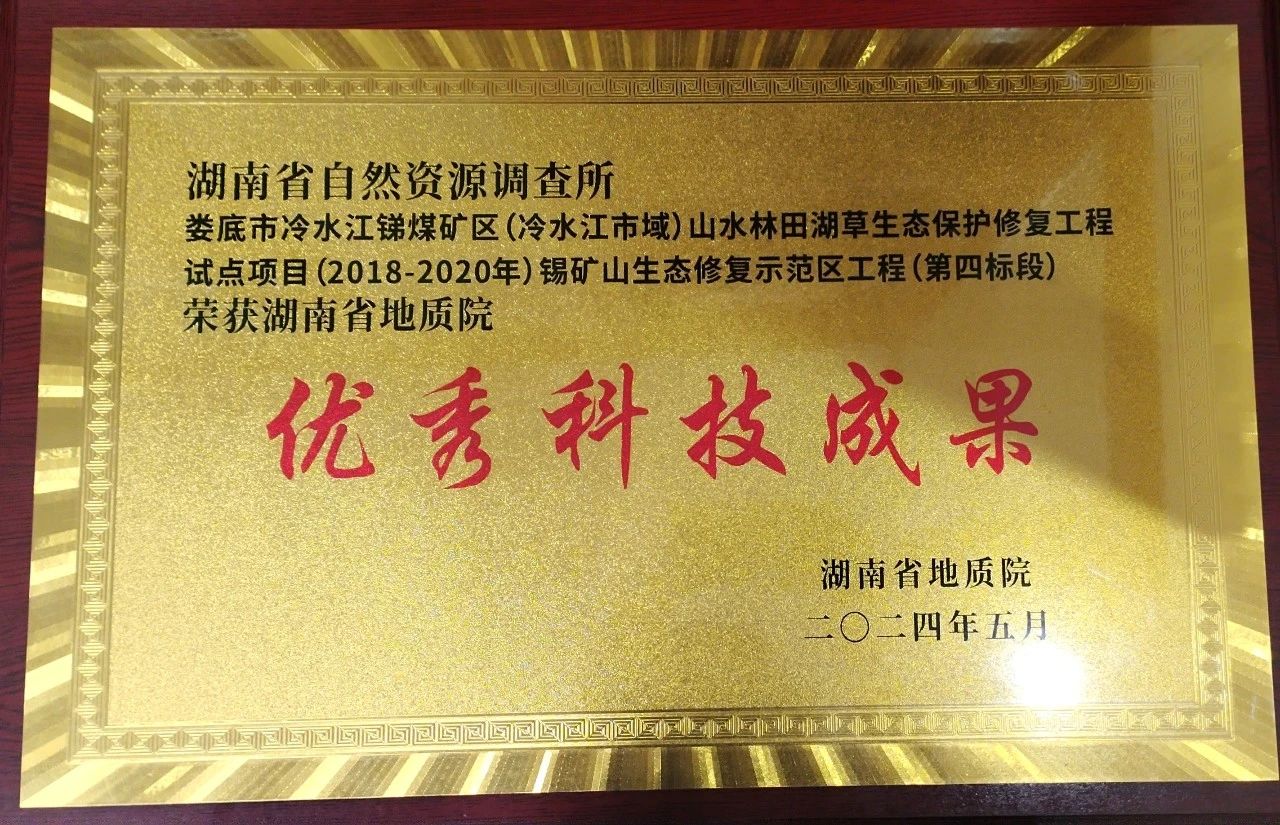 湖南省自然资源调查所
娄底市冷水江锑煤矿区(冷水江市域)山水林田湖草生态保护修复工程
试点项目(2018-2020年)锡矿山生态修复示范区工程(第四标段)
荣获湖南省地质院
优秀科技成果
湖南省地质院
二〇二四年五月